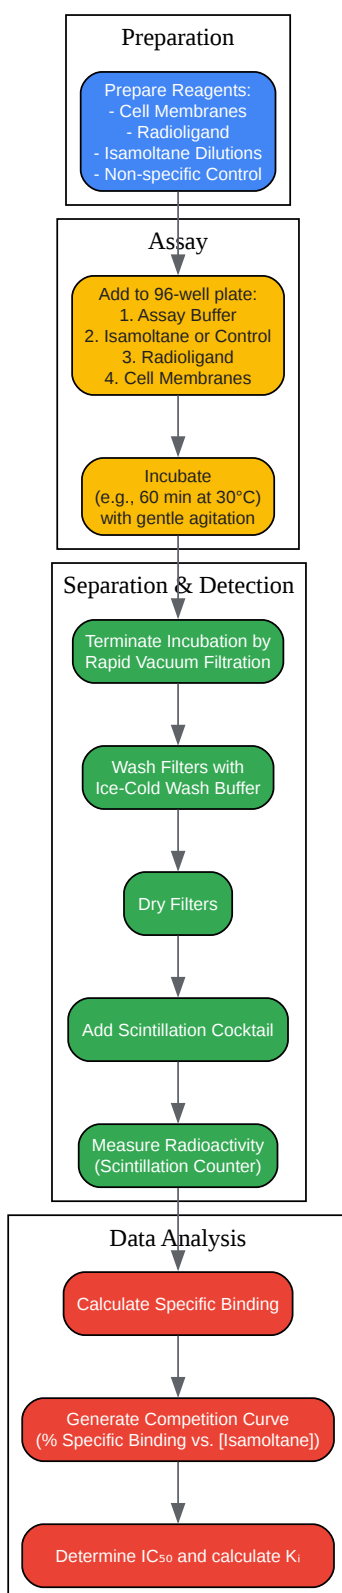 Preparation
Prepare Reagents:
- Cell Membranes
- Radioligand
- Isamoltane Dilutions
- Non-specific Control
Assay
Add to 96-well plate:
1. Assay Buffer
2. Isamoltane or Control
3. Radioligand
4. Cell Membranes
Incubate
(e.g., 60 min at 30°C)
with gentle agitation
Separation & Detection
Terminate Incubation by
Rapid Vacuum Filtration
Wash Filters with
Ice-Cold Wash Buffer
Dry Filters
Add Scintillation Cocktail
Measure Radioactivity
(Scintillation Counter)
Data Analysis
Calculate Specific Binding
Generate Competition Curve
(% Specific Binding vs. [Isamoltane])
Determine IC₅₀ and calculate Kᵢ